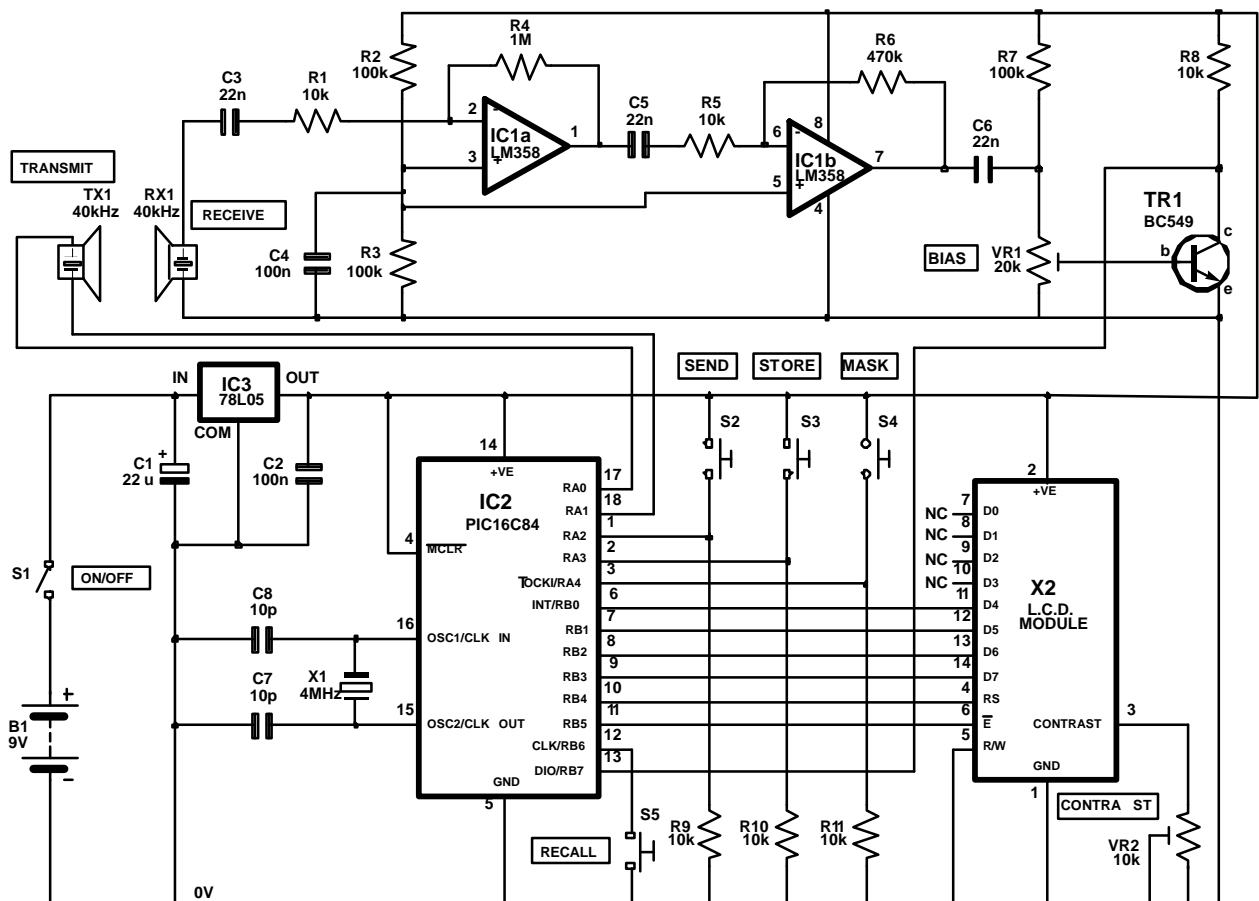 R4
1M
R6
470k
R2
100k
R7
100k
R8
10k
C3
22n
R1
10k
C5
22n
R5
10k
C6
22n
2
-
IC1a
LM358
3
+
1
6
-
8
IC1b
LM358
7
5
+
4
TRANSMIT
TX1
40kHz
RX1
40kHz
RECEIVE
C4
100n
R3
100k
BIAS
VR1
20k
TR1
BC549
c
b
e
IN
IC3
78L05
OUT
COM
SEND
STORE
MASK
S2
S3
S4
C1
22 u
+
C2
100n
14
+VE
IC2
PIC16C84
17
RA0
18
RA1
1
RA2
2
RA3
3
TOCKI/RA4
6
INT/RB0
7
RB1
8
RB2
9
RB3
10
RB4
11
RB5
12
CLK/RB6
13
DIO/RB7
4
MCLR
16
OSC1/CLK IN
15
OSC2/CLK OUT
GND
5
2
+VE
NC
7
D0
NC
8
D1
NC
9
D2
NC
10
D3
11
D4
12
D5
13
D6
14
D7
4
RS
6
E
5
R/W
X2
L.C.D.
MODULE
CONTRAST
3
GND
1
S1
ON/OFF
C8
10p
C7
10p
X1
4MHz
B1
9V
+
-
S5
RECALL
R9
10k
R10
10k
R11
10k
CONTRA ST
VR2
10k
0V